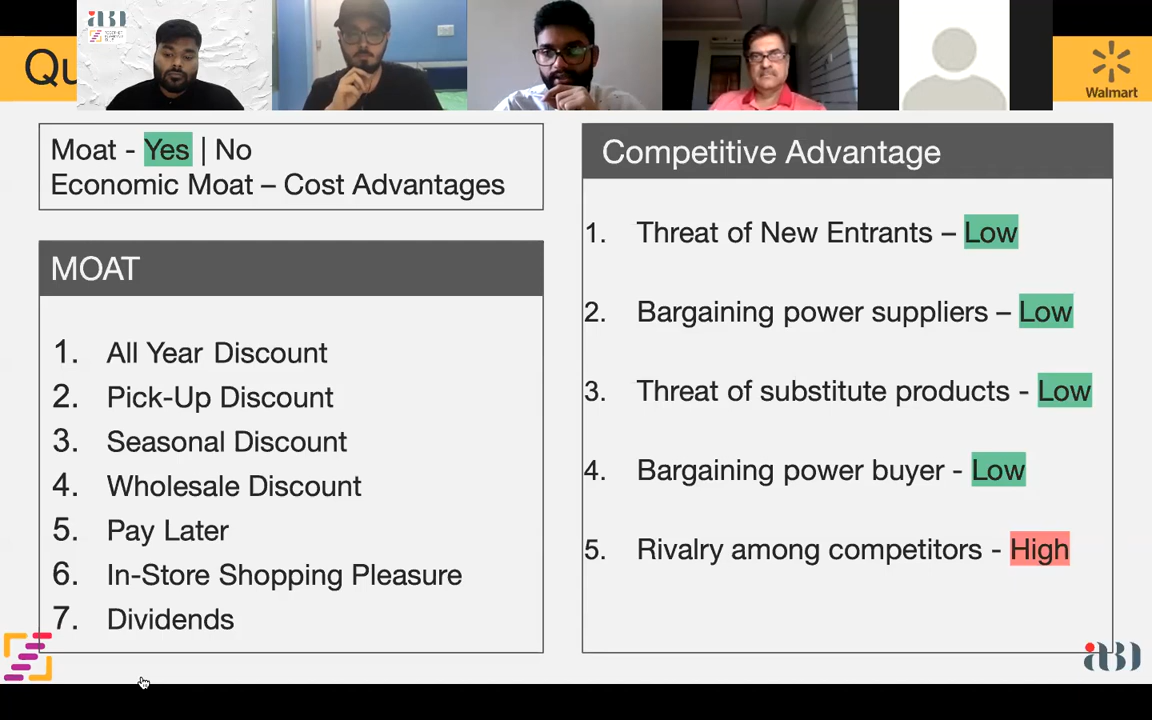 Qu
Walmart
Moat - Yes | No
Economic Moat – Cost Advantages
MOAT
1. All Year Discount
2. Pick-Up Discount
3. Seasonal Discount
4. Wholesale Discount
5. Pay Later
6. In-Store Shopping Pleasure
7. Dividends
Competitive Advantage
1. Threat of New Entrants – Low
2. Bargaining power suppliers – Low
3. Threat of substitute products - Low
4. Bargaining power buyer - Low
5. Rivalry among competitors - High